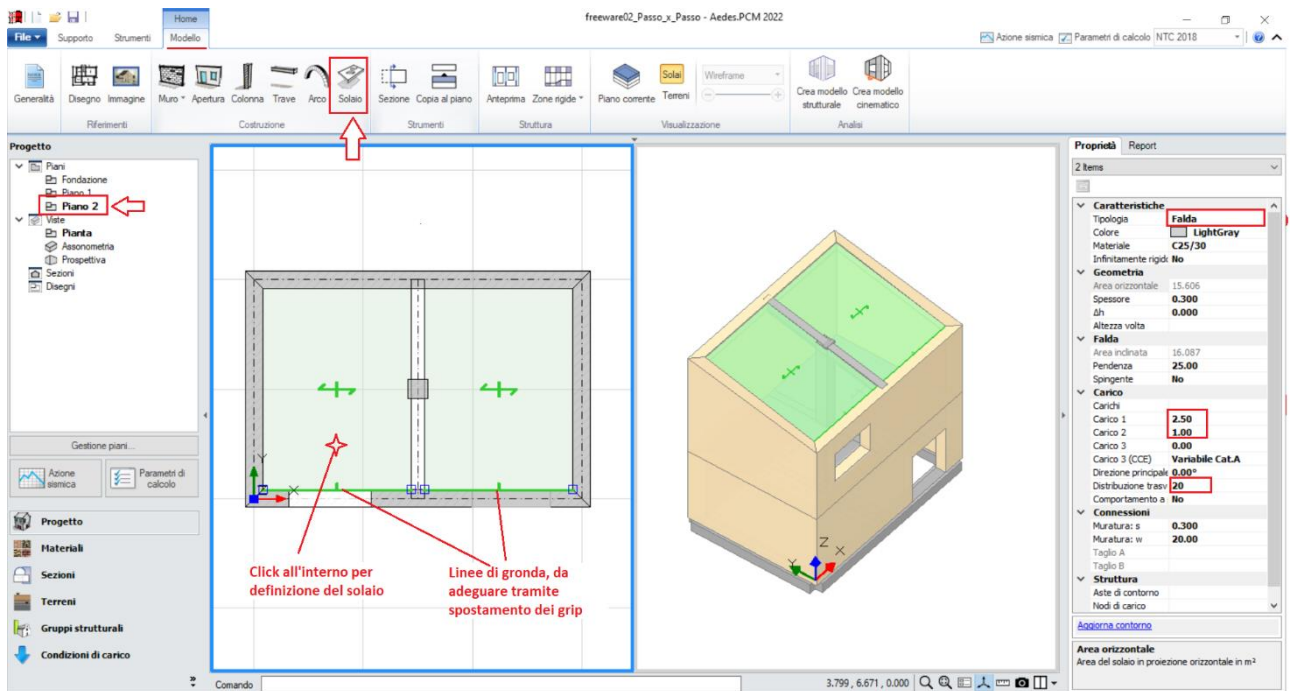 freeware02_Passo_x_Passo - Aedes.PCM 2022
Home
File
Supporto
Strumenti
Modello
Azione sismica
Parametri di calcolo
NTC 2018
Generalità
Disegno
Immagine
Muro
Apertura
Colonna
Trave
Arco
Solaio
Sezione
Copia al piano
Anteprima
Zone rigide
Piano corrente
Solai
Terreni
Wireframe
Crea modello
strutturale
Crea modello
cinematico
Riferimenti
Costruzione
Strumenti
Struttura
Visualizzazione
Analisi
Progetto
Piani
Fondazione
Piano 1
Piano 2
Viste
Pianta
Assonometria
Prospettiva
Sezioni
Disegni
Gestione piani...
Azione
sismica
Parametri di
calcolo
Progetto
Materiali
Sezioni
Terreni
Gruppi strutturali
Condizioni di carico
Y
X
Click all'interno per
definizione del solaio
Linee di gronda, da
adeguare tramite
spostamento dei grip
Z
X
Y
Comando
3.799 , 6.671 , 0.000
Proprietà
Report
2 Items
Caratteristiche
Tipologia Falda
Colore LightGray
Materiale C25/30
Infinitamente rigido No
Geometria
Area orizzontale 15.606
Spessore 0.300
Δh 0.000
Altezza volta
Falda
Area inclinata 16.087
Pendenza 25.00
Spingente No
Carico
Carichi
Carico 1 2.50
Carico 2 1.00
Carico 3 0.00
Carico 3 (CCE) Variabile Cat.A
Direzione principale 0.00°
Distribuzione trasv 20
Comportamento a No
Connessioni
Muratura: s 0.300
Muratura: w 20.00
Taglio A
Taglio B
Struttura
Aste di contorno
Nodi di carico
Aggiorna contorno
Area orizzontale
Area del solaio in proiezione orizzontale in m²